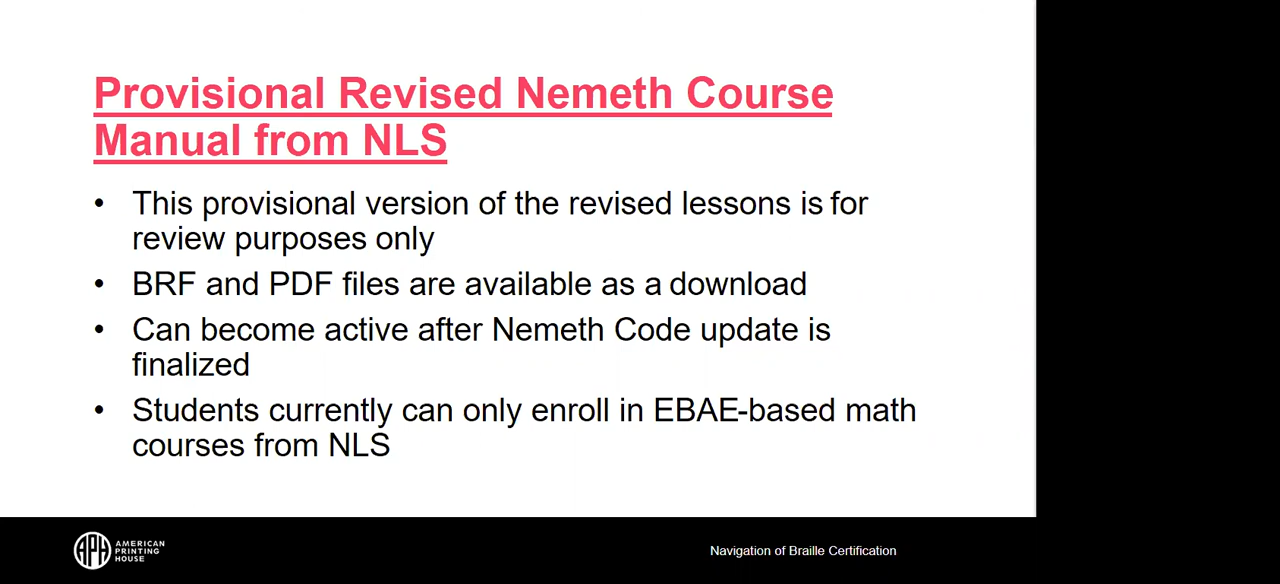 Provisional Revised Nemeth Course
Manual from NLS
• This provisional version of the revised lessons is for
review purposes only
• BRF and PDF files are available as a download
• Can become active after Nemeth Code update is
finalized
• Students currently can only enroll in EBAE-based math
courses from NLS
APH
AMERICAN
PRINTING
HOUSE
Navigation of Braille Certification